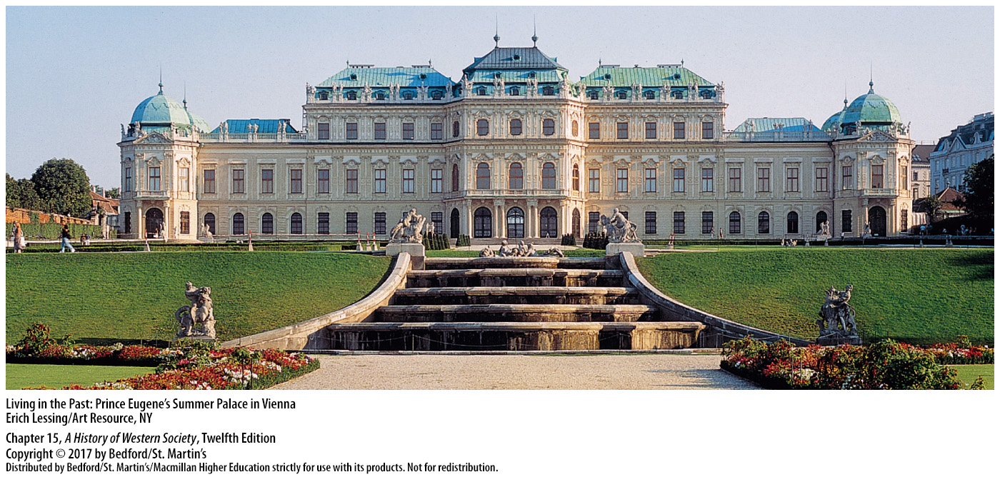 Living in the Past: Prince Eugene’s Summer Palace in Vienna
Erich Lessing/Art Resource, NY
Chapter 15, A History of Western Society, Twelfth Edition
Copyright © 2017 by Bedford/St. Martin’s
Distributed by Bedford/St. Martin’s/Macmillan Higher Education strictly for use with its products. Not for redistribution.